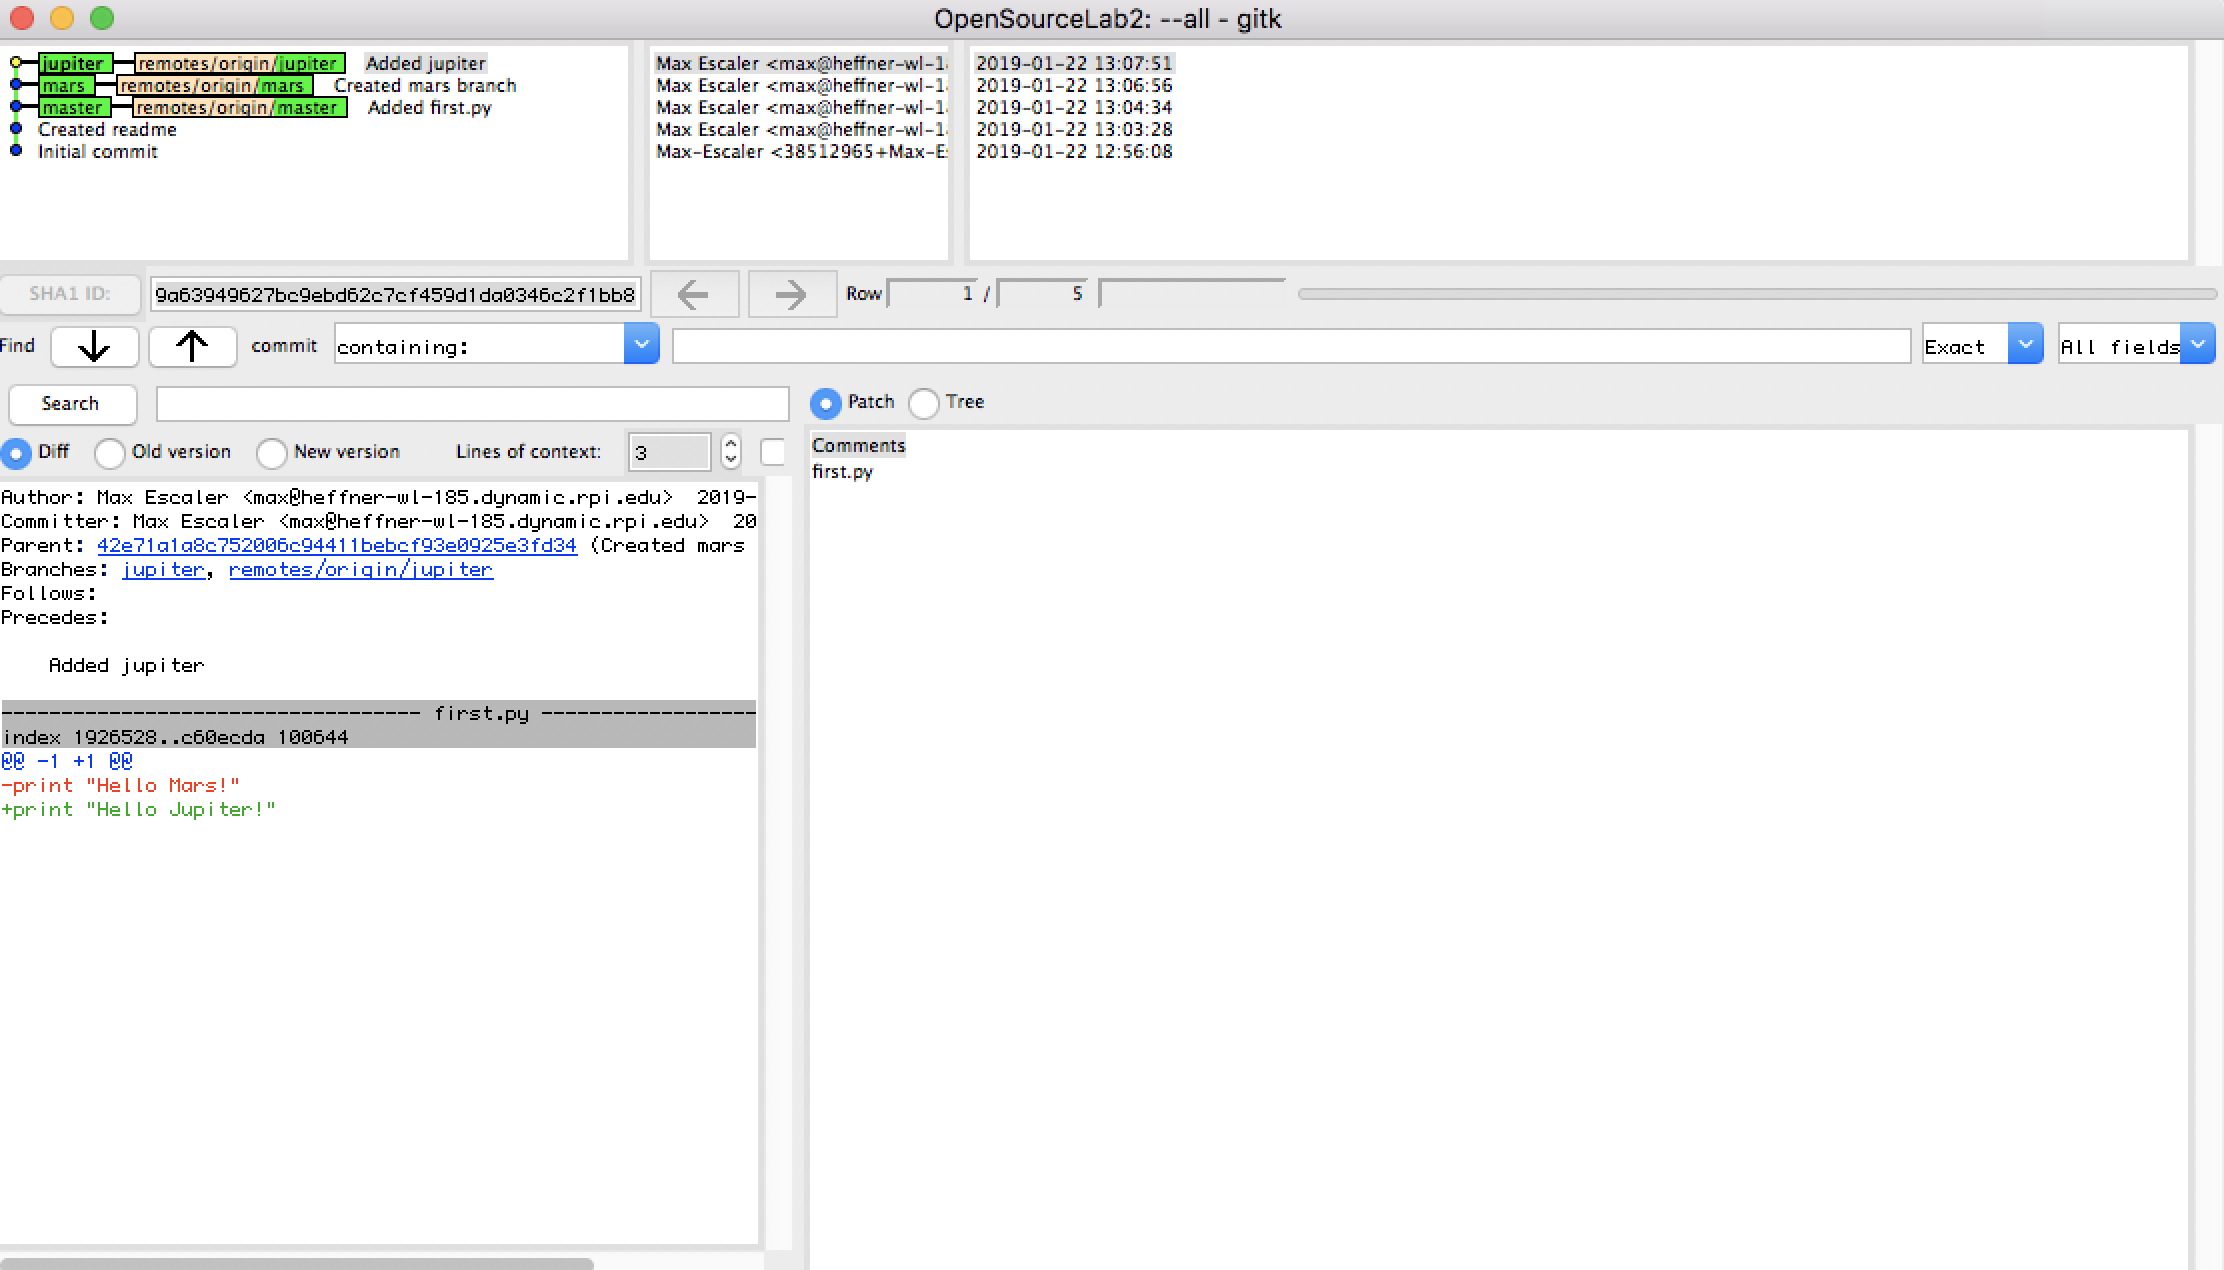 OpenSourceLab2: --all - gitk
jupiter remotes/origin/jupiter Added jupiter Max Escaler <max@heffner-wl-1 2019-01-22 13:07:51
mars remotes/origin/mars Created mars branch Max Escaler <max@heffner-wl-1 2019-01-22 13:06:56
master remotes/origin/master Added first.py Max Escaler <max@heffner-wl-1 2019-01-22 13:04:34
Created readme Max Escaler <max@heffner-wl-1 2019-01-22 13:03:28
Initial commit Max-Escaler <38512965+Max-E 2019-01-22 12:56:08
SHA1 ID: 9a63949627bc9ebd62c7cf459d1da0346c2f1bb8 Row 1 / 5
Find commit containing: Exact All fields
Search Patch Tree
Diff Old version New version Lines of context: 3
Comments
first.py
Author: Max Escaler <max@heffner-wl-185.dynamic.rpi.edu> 2019-
Committer: Max Escaler <max@heffner-wl-185.dynamic.rpi.edu> 20
Parent: 42e71a1a8c752006c94411bebcf93e0925e3fd34 (Created mars
Branches: jupiter, remotes/origin/jupiter
Follows:
Precedes:
Added jupiter
----------------------------------- first.py ------------------
index 1926528..c60ecda 100644
@@ -1 +1 @@
-print "Hello Mars!"
+print "Hello Jupiter!"